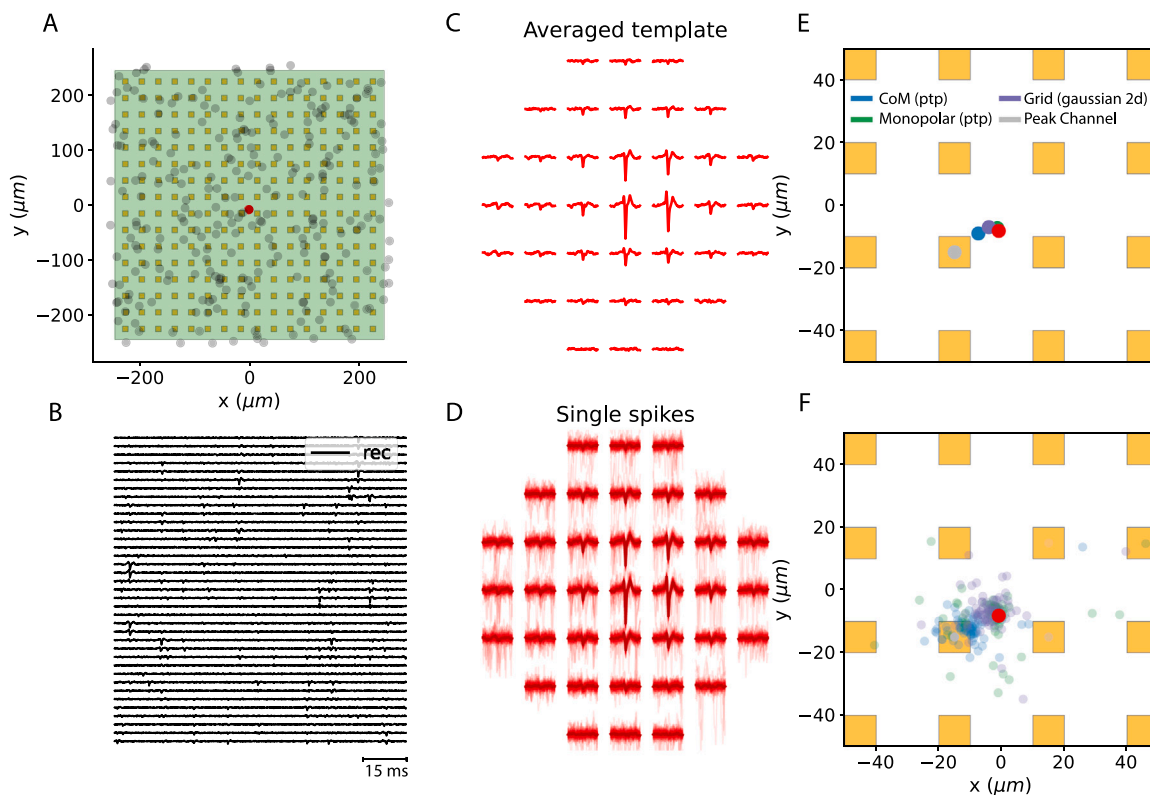 A
y (μm)
200
100
0
−100
−200
−200
0
200
x (μm)
B
rec
15 ms
C
Averaged template
D
Single spikes
E
y (μm)
40
20
0
−20
−40
CoM (ptp)
Monopolar (ptp)
Grid (gaussian 2d)
Peak Channel
F
y (μm)
40
20
0
−20
−40
−40
−20
0
20
40
x (μm)